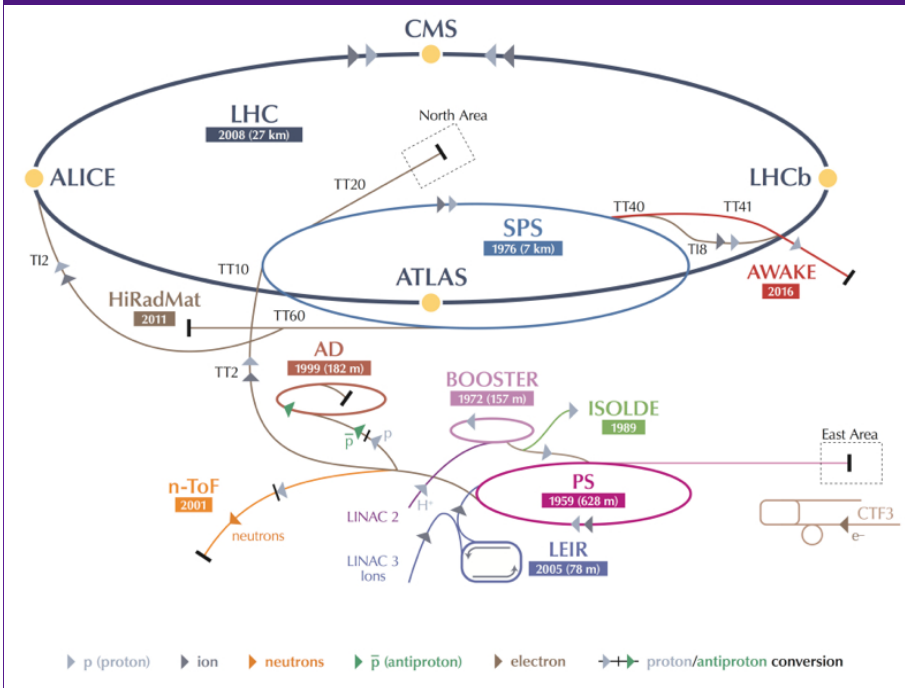 CMS
LHC
2008 (27 km)
North Area
ALICE
LHCb
TT20
TT40
TT41
SPS
1976 (7 km)
TI8
TI2
TT10
ATLAS
AWAKE
2016
HiRadMat
2011
TT60
AD
1999 (182 m)
TT2
BOOSTER
1972 (157 m)
ISOLDE
1989
p̅
p
East Area
n-ToF
2001
PS
1959 (628 m)
H⁺
LINAC 2
neutrons
CTF3
e–
LEIR
2005 (78 m)
LINAC 3
Ions
p (proton)
ion
neutrons
p̅ (antiproton)
electron
proton/antiproton conversion